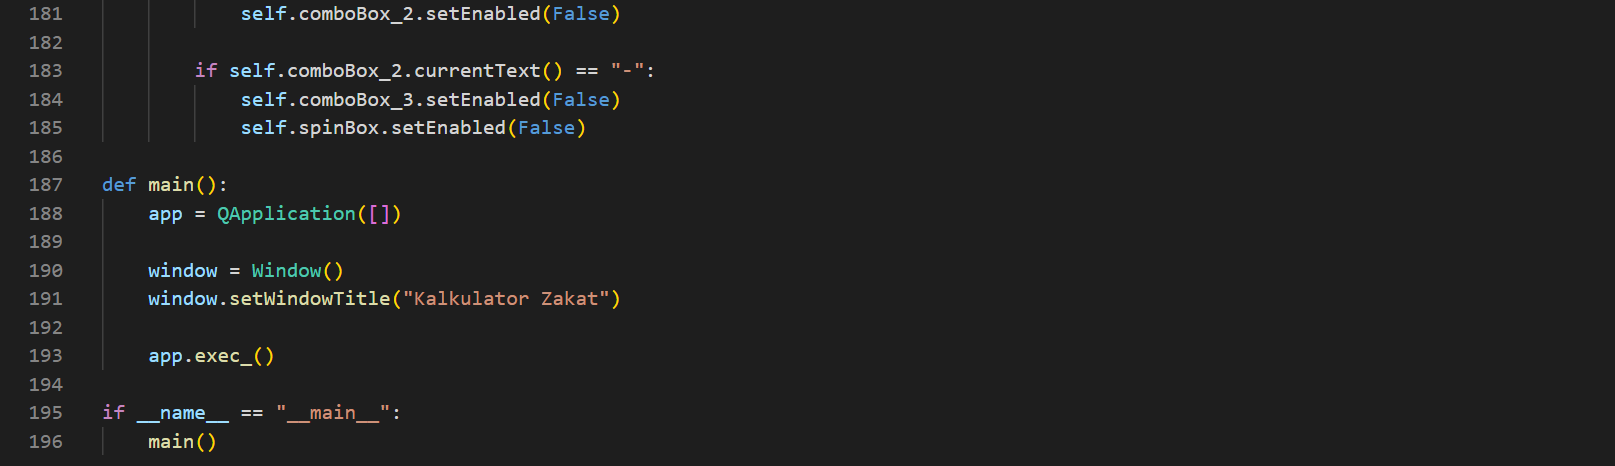 181 self.comboBox_2.setEnabled(False)
182
183 if self.comboBox_2.currentText() == "-":
184 self.comboBox_3.setEnabled(False)
185 self.spinBox.setEnabled(False)
186
187 def main():
188 app = QApplication([])
189
190 window = Window()
191 window.setWindowTitle("Kalkulator Zakat")
192
193 app.exec_()
194
195 if __name__ == "__main__":
196 main()